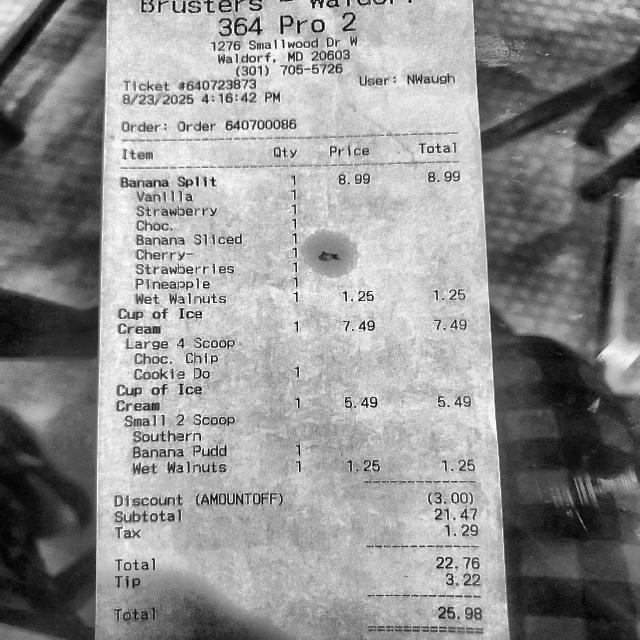 Brusters - Waldorf
364 Pro 2
1276 Smallwood Dr W
Waldorf, MD 20603
(301) 705-5726
Ticket #640723873 User: NWaugh
8/23/2025 4:16:42 PM
Order: Order 640700086
Item Qty Price Total
Banana Split 1 8.99 8.99
Vanilla 1
Strawberry 1
Choc. 1
Banana Sliced 1
Cherry- 1
Strawberries 1
Pineapple 1
Wet Walnuts 1 1.25 1.25
Cup of Ice
Cream 1 7.49 7.49
Large 4 Scoop
Choc. Chip
Cookie Do 1
Cup of Ice
Cream 1 5.49 5.49
Small 2 Scoop
Southern
Banana Pudd 1
Wet Walnuts 1 1.25 1.25
Discount (AMOUNTOFF) (3.00)
Subtotal 21.47
Tax 1.29
Total 22.76
Tip 3.22
Total 25.98